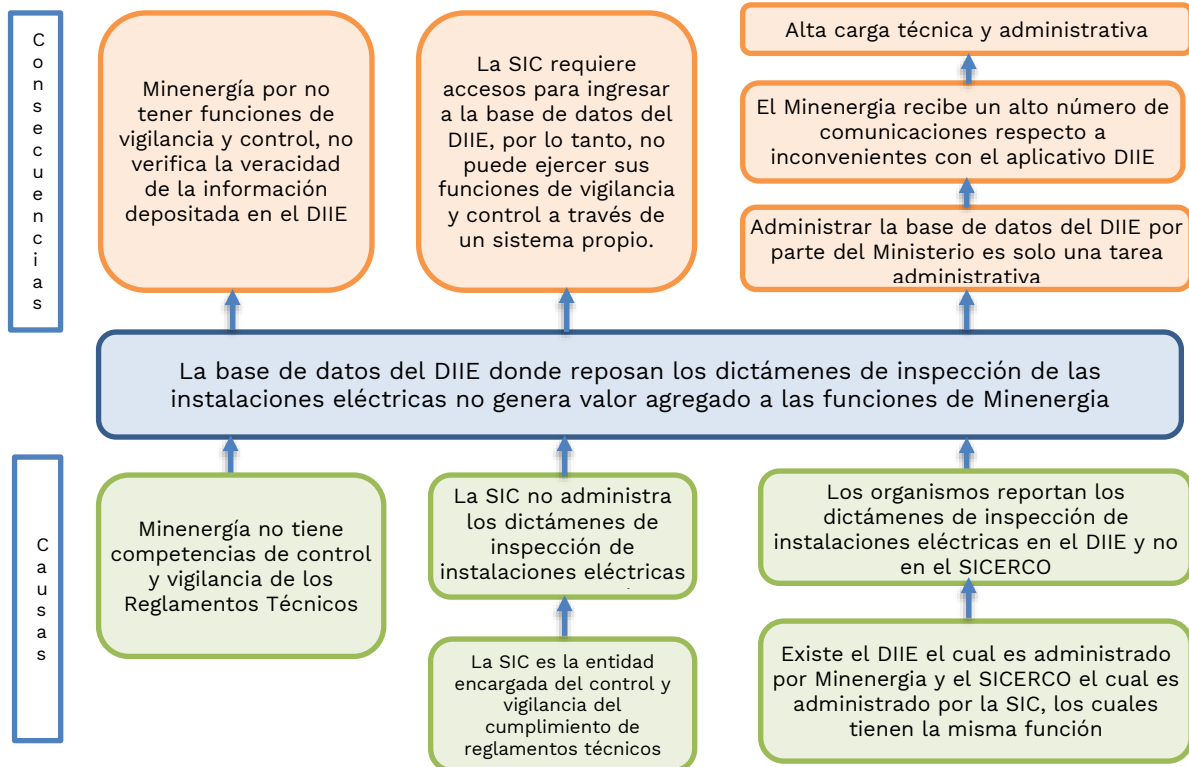 Consecuencias
Minenergía por no
tener funciones de
vigilancia y control, no
verifica la veracidad
de la información
depositada en el DIIE
La SIC requiere
accesos para ingresar
a la base de datos del
DIIE, por lo tanto, no
puede ejercer sus
funciones de vigilancia
y control a través de
un sistema propio.
Alta carga técnica y administrativa
El Minenergia recibe un alto número de
comunicaciones respecto a
inconvenientes con el aplicativo DIIE
Administrar la base de datos del DIIE por
parte del Ministerio es solo una tarea
administrativa
La base de datos del DIIE donde reposan los dictámenes de inspección de las
instalaciones eléctricas no genera valor agregado a las funciones de Minenergia
Causas
Minenergía no tiene
competencias de control
y vigilancia de los
Reglamentos Técnicos
La SIC no administra
los dictámenes de
inspección de
instalaciones eléctricas
La SIC es la entidad
encargada del control y
vigilancia del
cumplimiento de
reglamentos técnicos
Los organismos reportan los
dictámenes de inspección de
instalaciones eléctricas en el DIIE y no
en el SICERCO
Existe el DIIE el cual es administrado
por Minenergia y el SICERCO el cual es
administrado por la SIC, los cuales
tienen la misma función